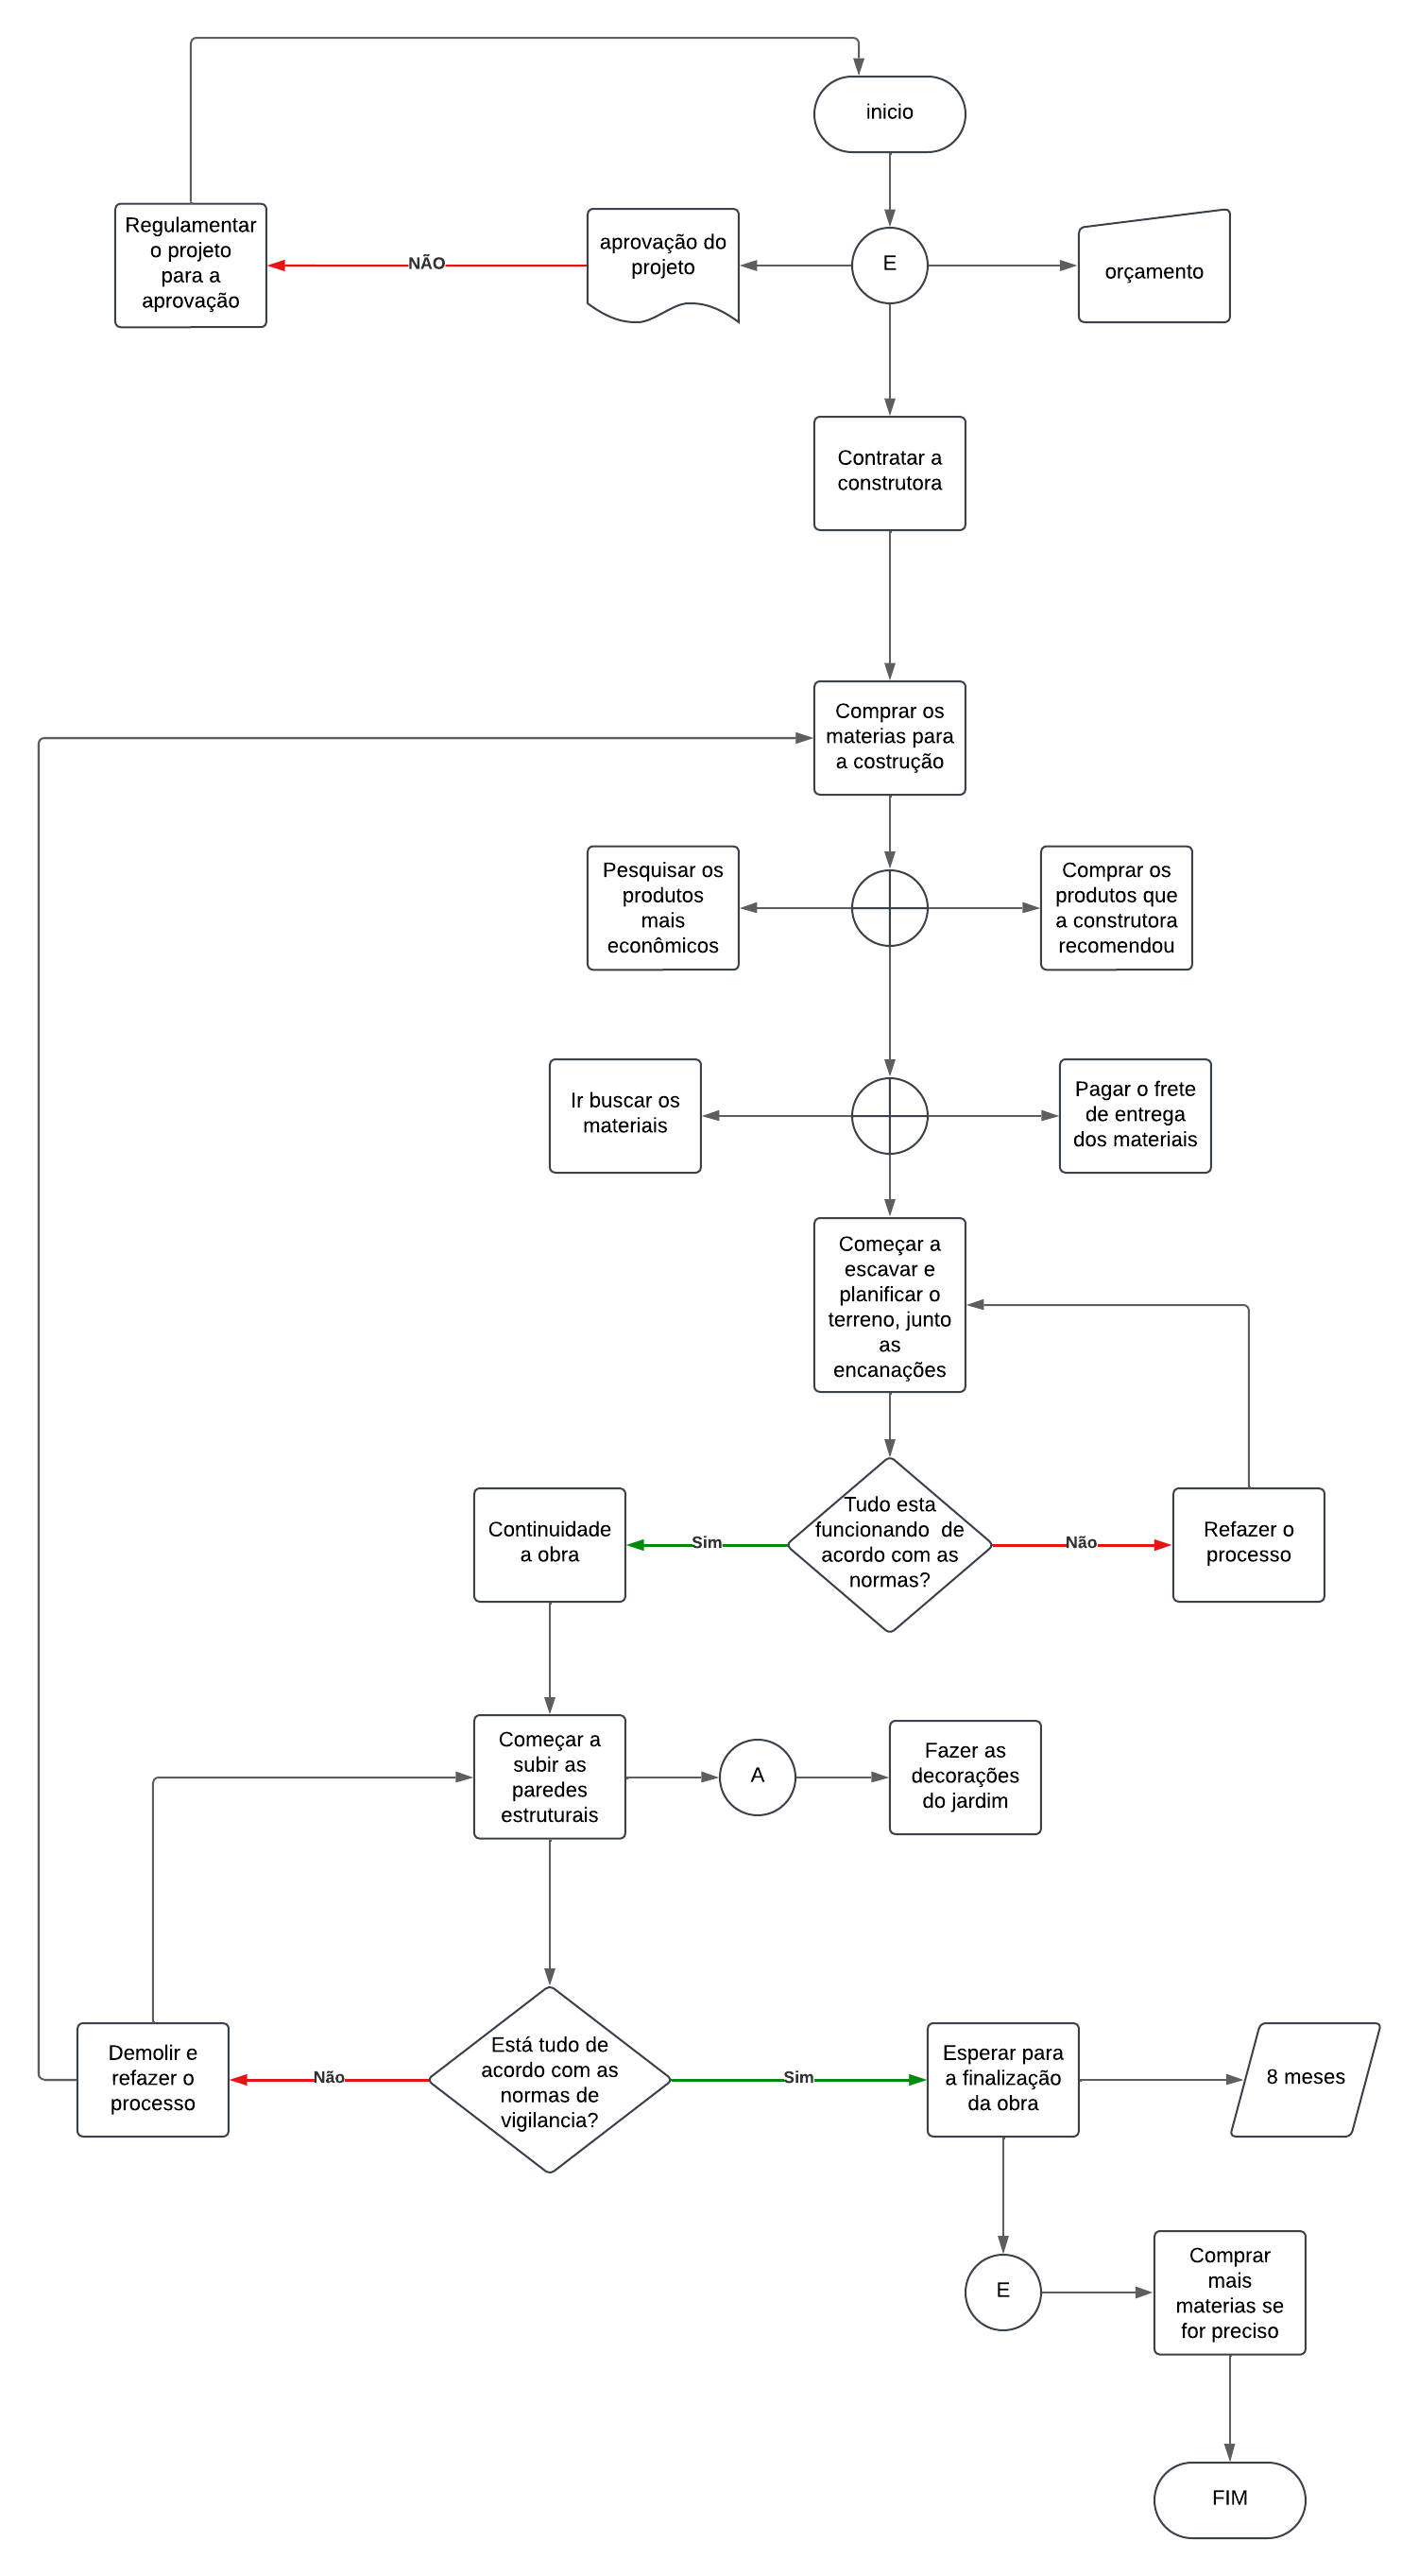 inicio
Regulamentar
o projeto
para a
aprovação
NÃO
aprovação do
projeto
E
orçamento
Contratar a
construtora
Comprar os
materias para
a costrução
Pesquisar os
produtos
mais
econômicos
Comprar os
produtos que
a construtora
recomendou
Ir buscar os
materiais
Pagar o frete
de entrega
dos materiais
Começar a
escavar e
planificar o
terreno, junto
as
encanações
Continuidade
a obra
Sim
Tudo esta
funcionando  de
acordo com as
normas?
Não
Refazer o
processo
Começar a
subir as
paredes
estruturais
A
Fazer as
decorações
do jardim
Demolir e
refazer o
processo
Não
Está tudo de
acordo com as
normas de
vigilancia?
Sim
Esperar para
a finalização
da obra
8 meses
E
Comprar
mais
materias se
for preciso
FIM